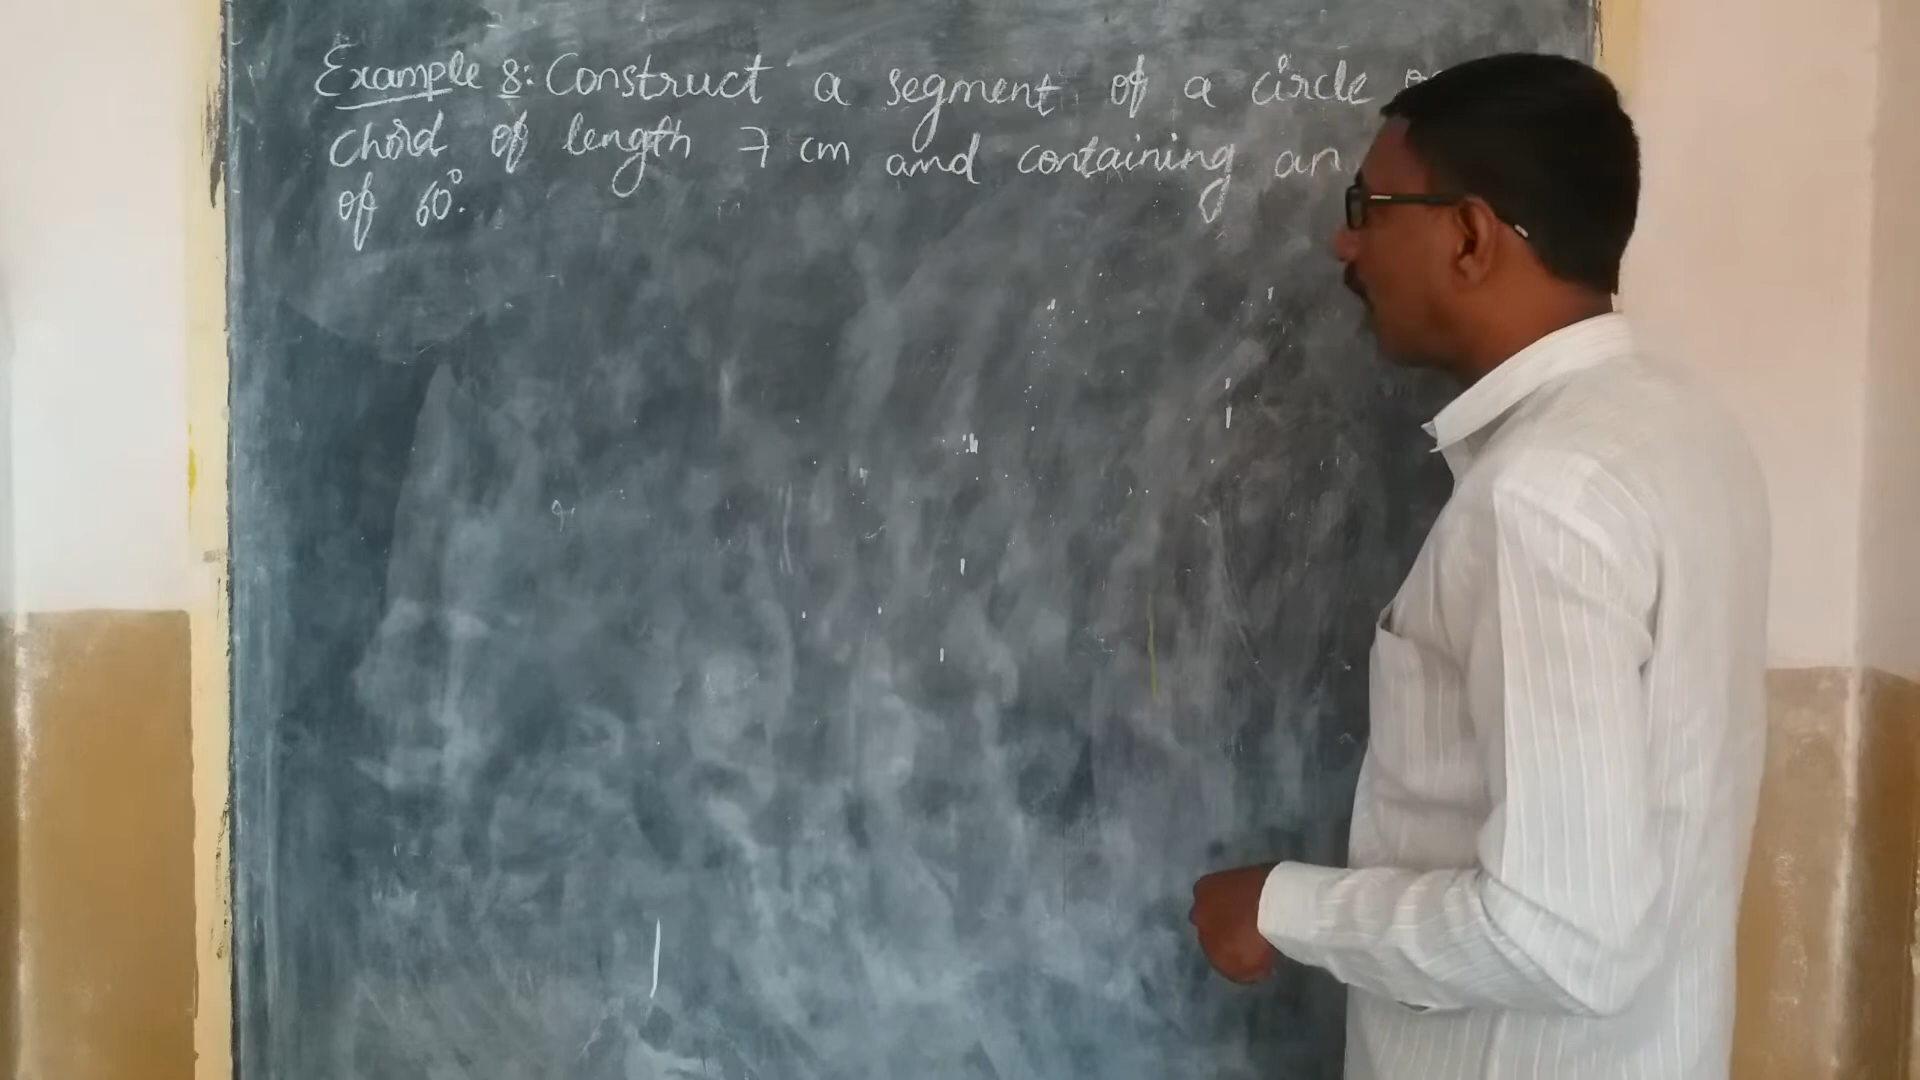 Example 8: Construct a segment of a circle
chord of length 7 cm and containing an
of 60°.